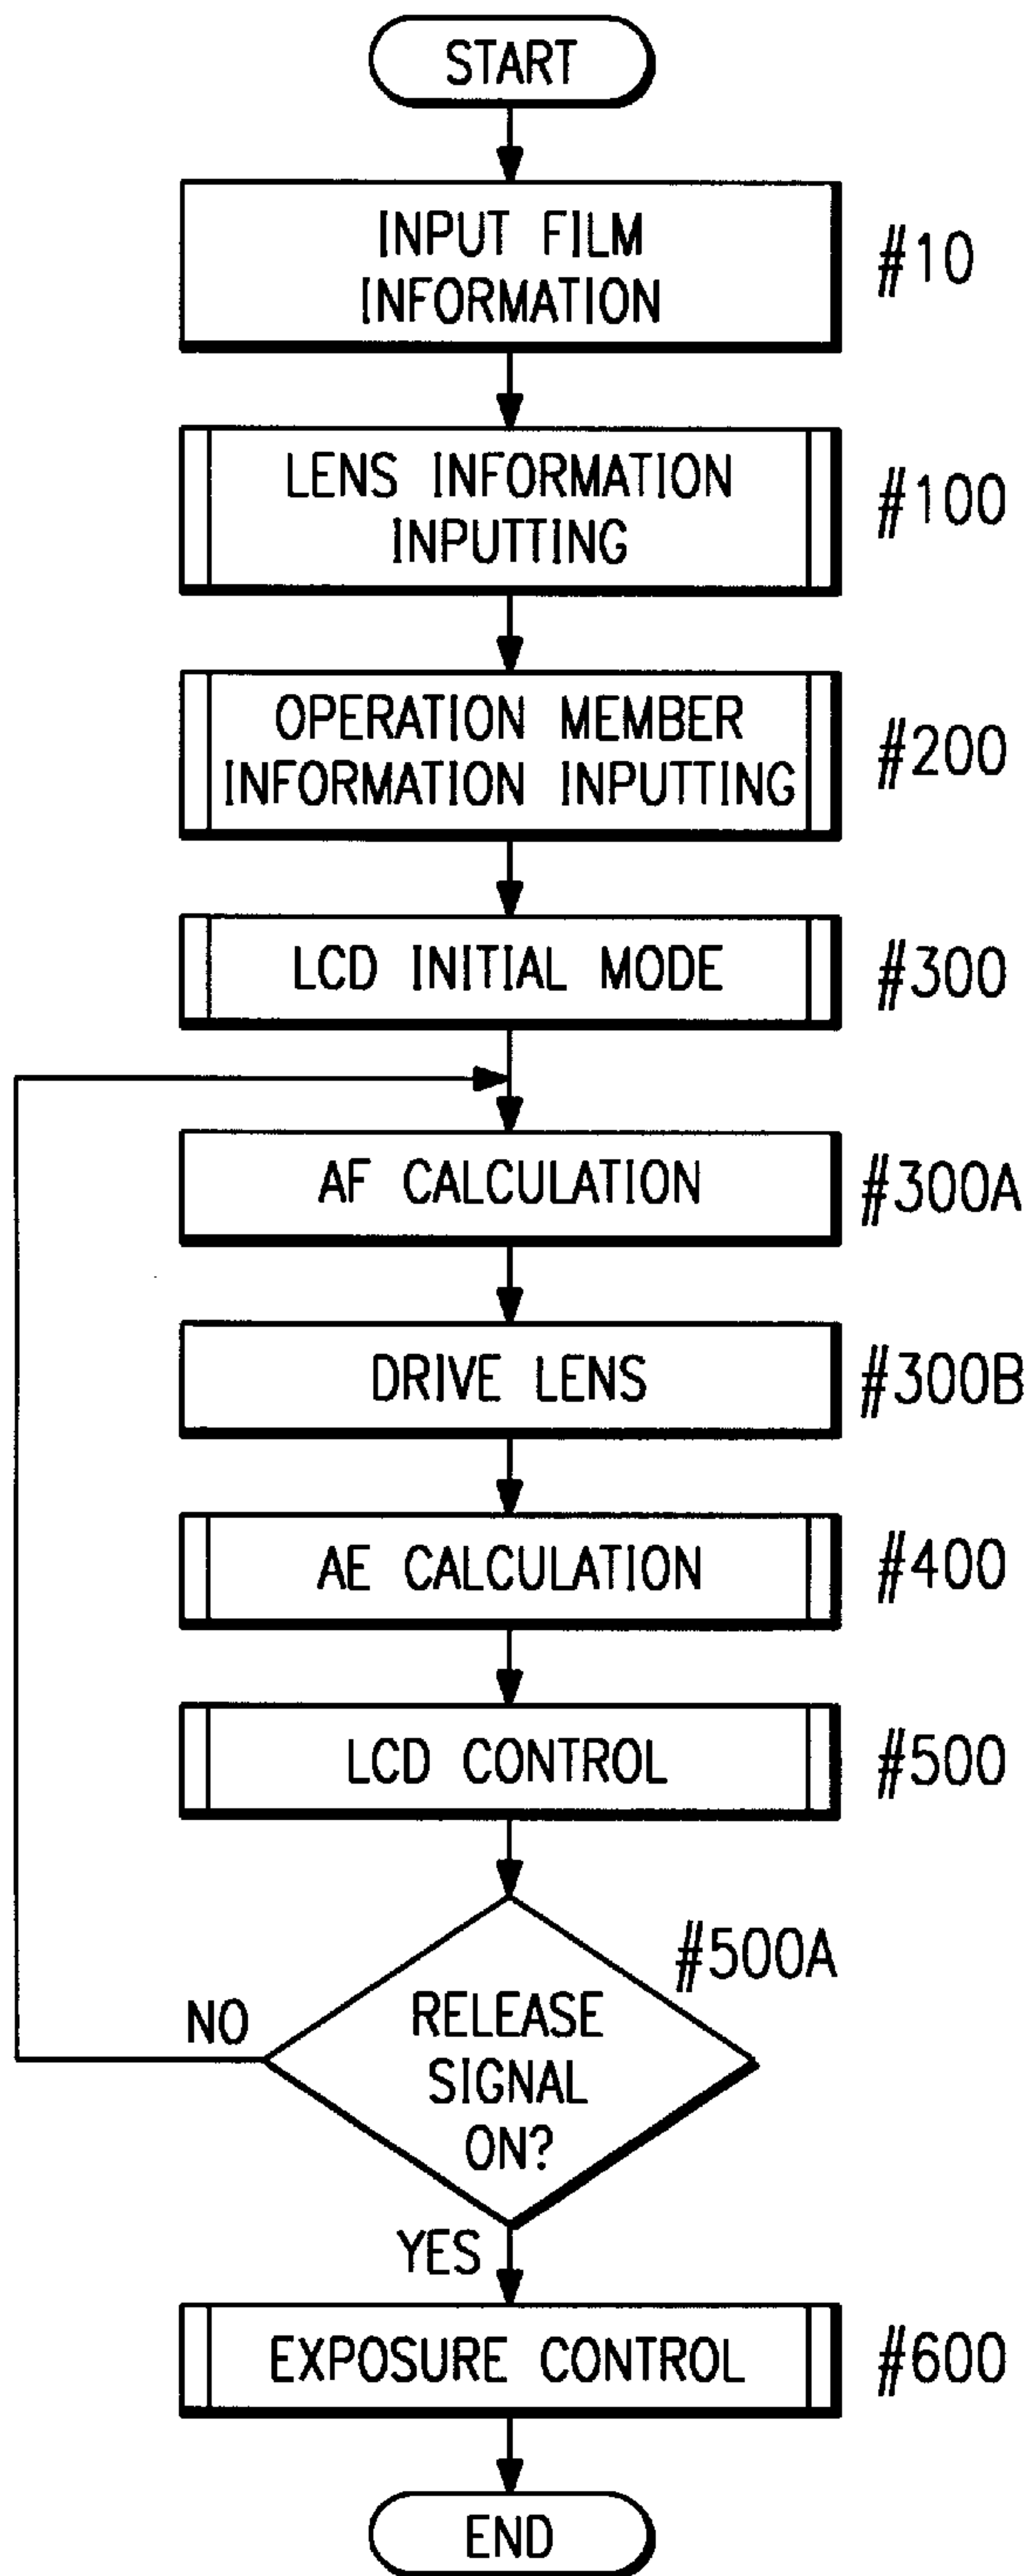 START
INPUT FILM
INFORMATION
#10
LENS INFORMATION
INPUTTING
#100
OPERATION MEMBER
INFORMATION INPUTTING
#200
LCD INITIAL MODE
#300
AF CALCULATION
#300A
DRIVE LENS
#300B
AE CALCULATION
#400
LCD CONTROL
#500
#500A
RELEASE
SIGNAL
ON?
NO
YES
EXPOSURE CONTROL
#600
END